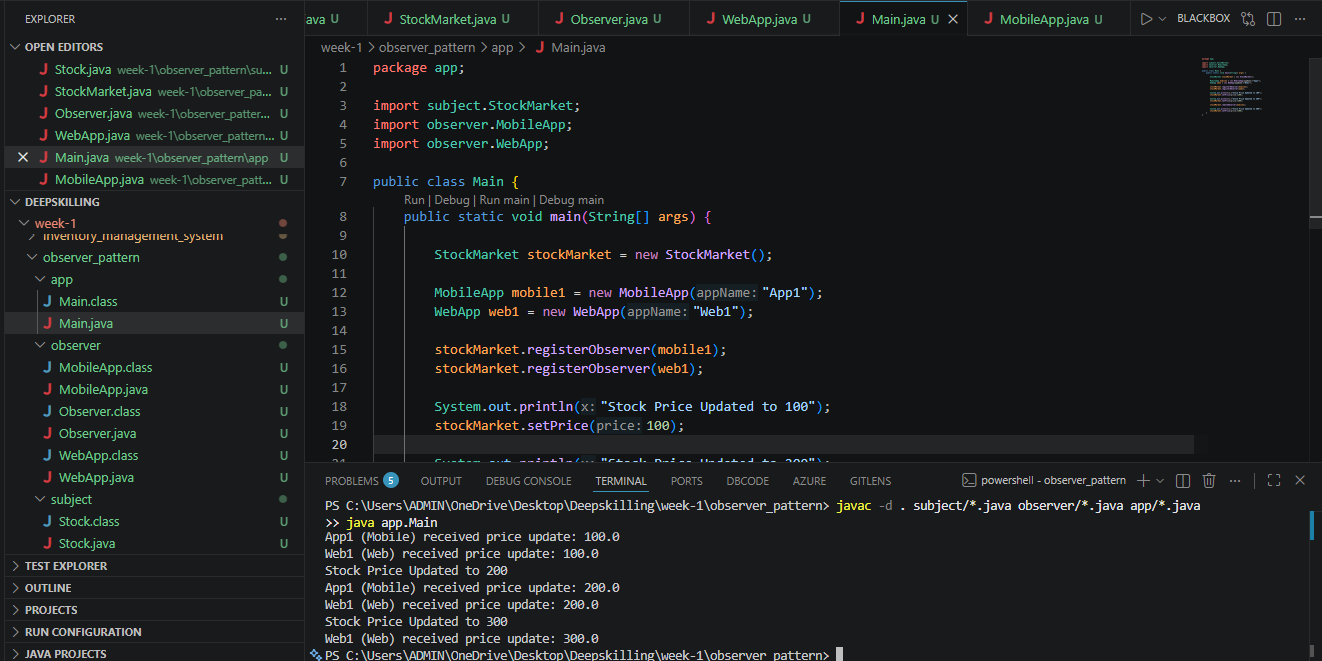 EXPLORER ...
OPEN EDITORS
J Stock.java week-1\observer_pattern\su... U
J StockMarket.java week-1\observer_pa... U
J Observer.java week-1\observer_patter... U
J WebApp.java week-1\observer_pattern... U
J Main.java week-1\observer_pattern\app U
J MobileApp.java week-1\observer_patt... U
DEEPSKILLING
week-1
inventory_management_system
observer_pattern
app
J Main.class U
J Main.java U
observer
J MobileApp.class U
J MobileApp.java U
J Observer.class U
J Observer.java U
J WebApp.class U
J WebApp.java U
subject
J Stock.class U
J Stock.java U
TEST EXPLORER
OUTLINE
PROJECTS
RUN CONFIGURATION
JAVA PROJECTS
ava U J StockMarket.java U J Observer.java U J WebApp.java U J Main.java U J MobileApp.java U BLACKBOX ...
week-1 > observer_pattern > app > J Main.java
1 package app;
2
3 import subject.StockMarket;
4 import observer.MobileApp;
5 import observer.WebApp;
6
7 public class Main {
Run | Debug | Run main | Debug main
8 public static void main(String[] args) {
9
10 StockMarket stockMarket = new StockMarket();
11
12 MobileApp mobile1 = new MobileApp(appName: "App1");
13 WebApp web1 = new WebApp(appName: "Web1");
14
15 stockMarket.registerObserver(mobile1);
16 stockMarket.registerObserver(web1);
17
18 System.out.println(x: "Stock Price Updated to 100");
19 stockMarket.setPrice(price: 100);
20
21 System.out.println(x: "Stock Price Updated to 200");
PROBLEMS 5 OUTPUT DEBUG CONSOLE TERMINAL PORTS DBCODE AZURE GITLENS powershell - observer_pattern ...
PS C:\Users\ADMIN\OneDrive\Desktop\Deepskilling\week-1\observer_pattern> javac -d . subject/*.java observer/*.java app/*.java
>> java app.Main
App1 (Mobile) received price update: 100.0
Web1 (Web) received price update: 100.0
Stock Price Updated to 200
App1 (Mobile) received price update: 200.0
Web1 (Web) received price update: 200.0
Stock Price Updated to 300
Web1 (Web) received price update: 300.0
PS C:\Users\ADMIN\OneDrive\Desktop\Deepskilling\week-1\observer_pattern>